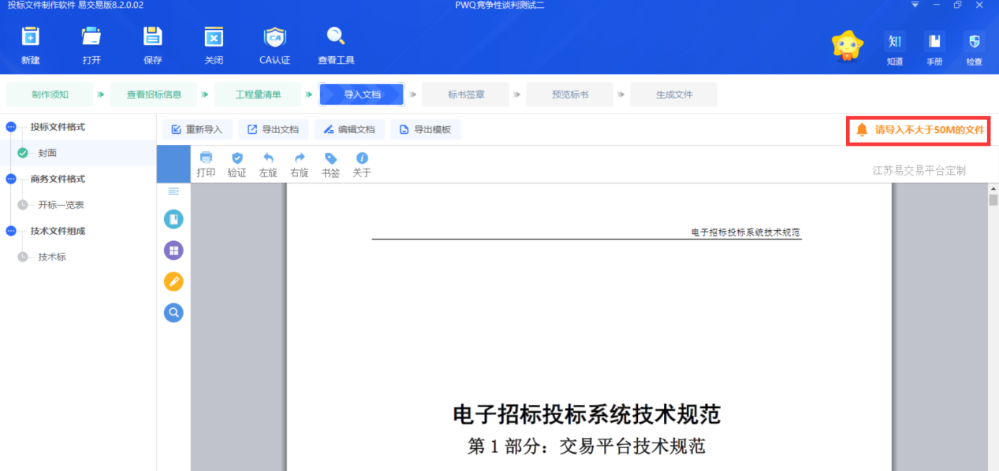 投标文件制作软件 易交易版8.2.0.02
PWQ竞争性谈判测试二
新建
打开
保存
关闭
CA
CA认证
查看工具
知
知道
手册
检查
制作须知
查看招标信息
工程量清单
导入文档
标书签章
预览标书
生成文件
投标文件格式
封面
商务文件格式
开标一览表
技术文件组成
技术标
重新导入
导出文档
编辑文档
导出模板
请导入不大于50M的文件
打印
验证
左旋
右旋
书签
关于
江苏易交易平台定制
电子招标投标系统技术规范
电子招标投标系统技术规范
第 1 部分：交易平台技术规范